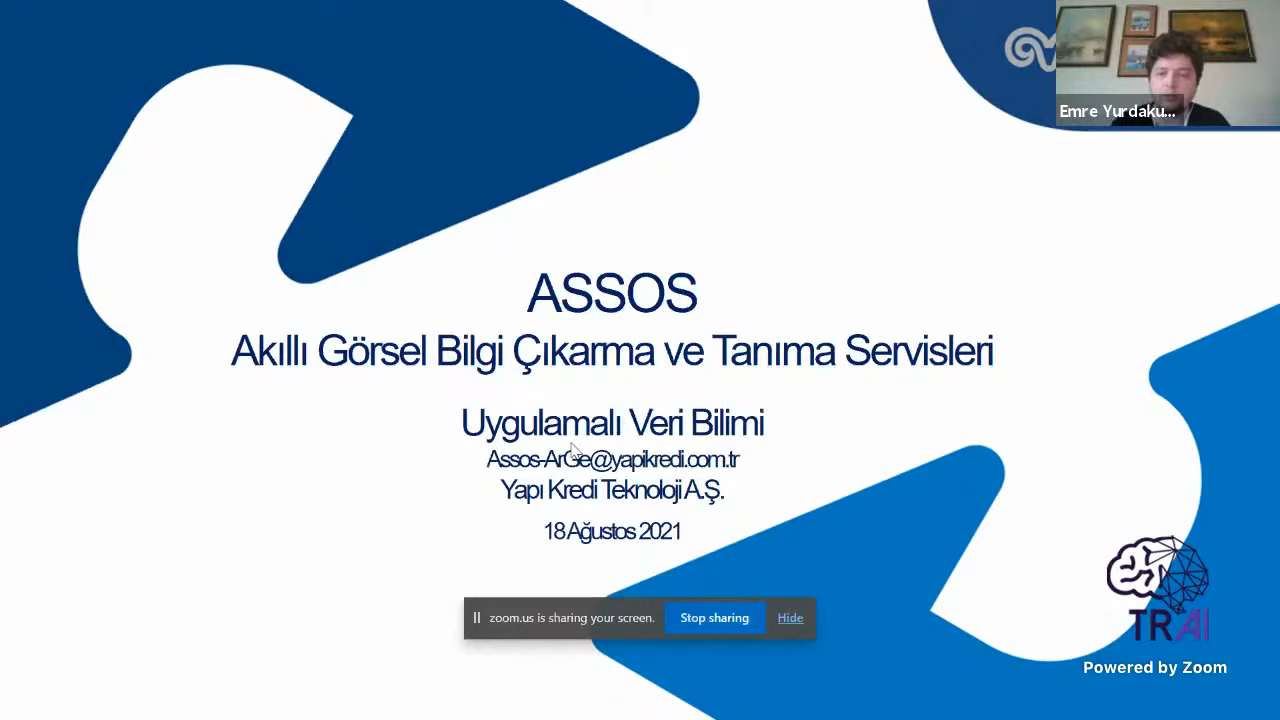 Emre Yurdaku...
ASSOS
Akıllı Görsel Bilgi Çıkarma ve Tanıma Servisleri
Uygulamalı Veri Bilimi
Assos-ArGe@yapikredi.com.tr
Yapı Kredi Teknoloji A.Ş.
18 Ağustos 2021
zoom.us is sharing your screen. Stop sharing Hide
TRAI
Powered by Zoom